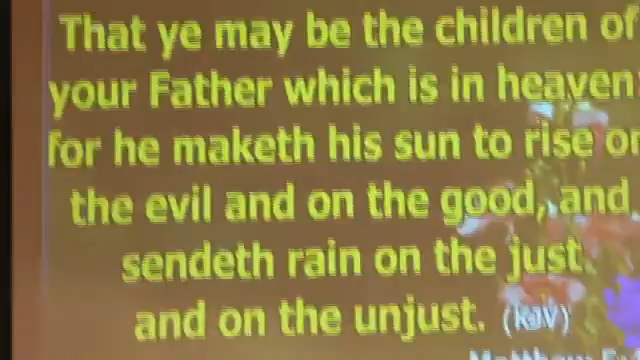 That ye may be the children of
your Father which is in heaven:
for he maketh his sun to rise on
the evil and on the good, and
sendeth rain on the just
and on the unjust. (kjv)
Matthew